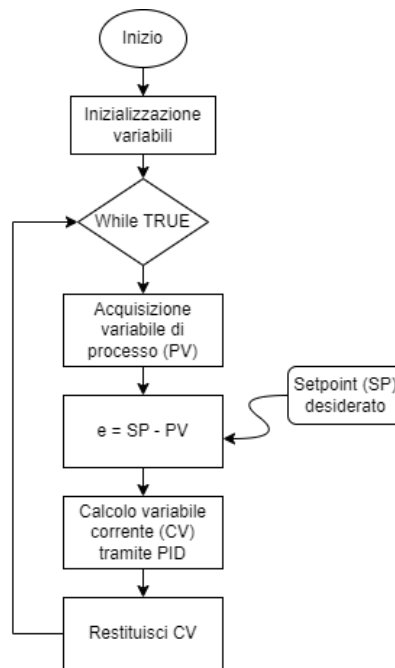 Inizio
Inizializzazione
variabili
While TRUE
Acquisizione
variabile di
processo (PV)
Setpoint (SP)
desiderato
e = SP - PV
Calcolo variabile
corrente (CV)
tramite PID
Restituisci CV